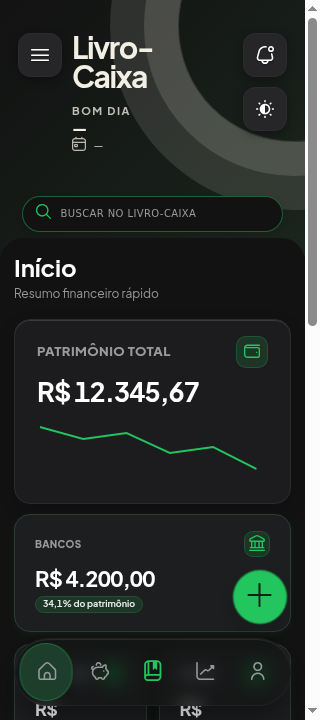 Livro-
Caixa
BOM DIA
—
—
BUSCAR NO LIVRO-CAIXA
Início
Resumo financeiro rápido
PATRIMÔNIO TOTAL
R$ 12.345,67
BANCOS
R$ 4.200,00
34,1% do patrimônio
R$
R$